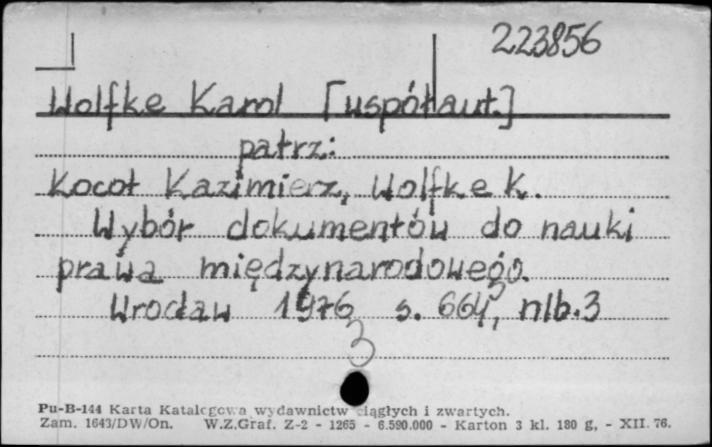 223856
Wolfke Karol [współaut.]
patrz:
Kocot Kazimierz, Wolfke K.
Wybór dokumentów do nauki
prawa międzynarodowego.
Wrocław 1976 s. 664, nlb. 3
3
Pu-B-144 Karta Katalogowa wydawnictw ciągłych i zwartych.
Zam. 1643/DW/On. W.Z.Graf. Z-2 - 1265 - 6.590.000 - Karton 3 kl. 180 g, - XII. 76.